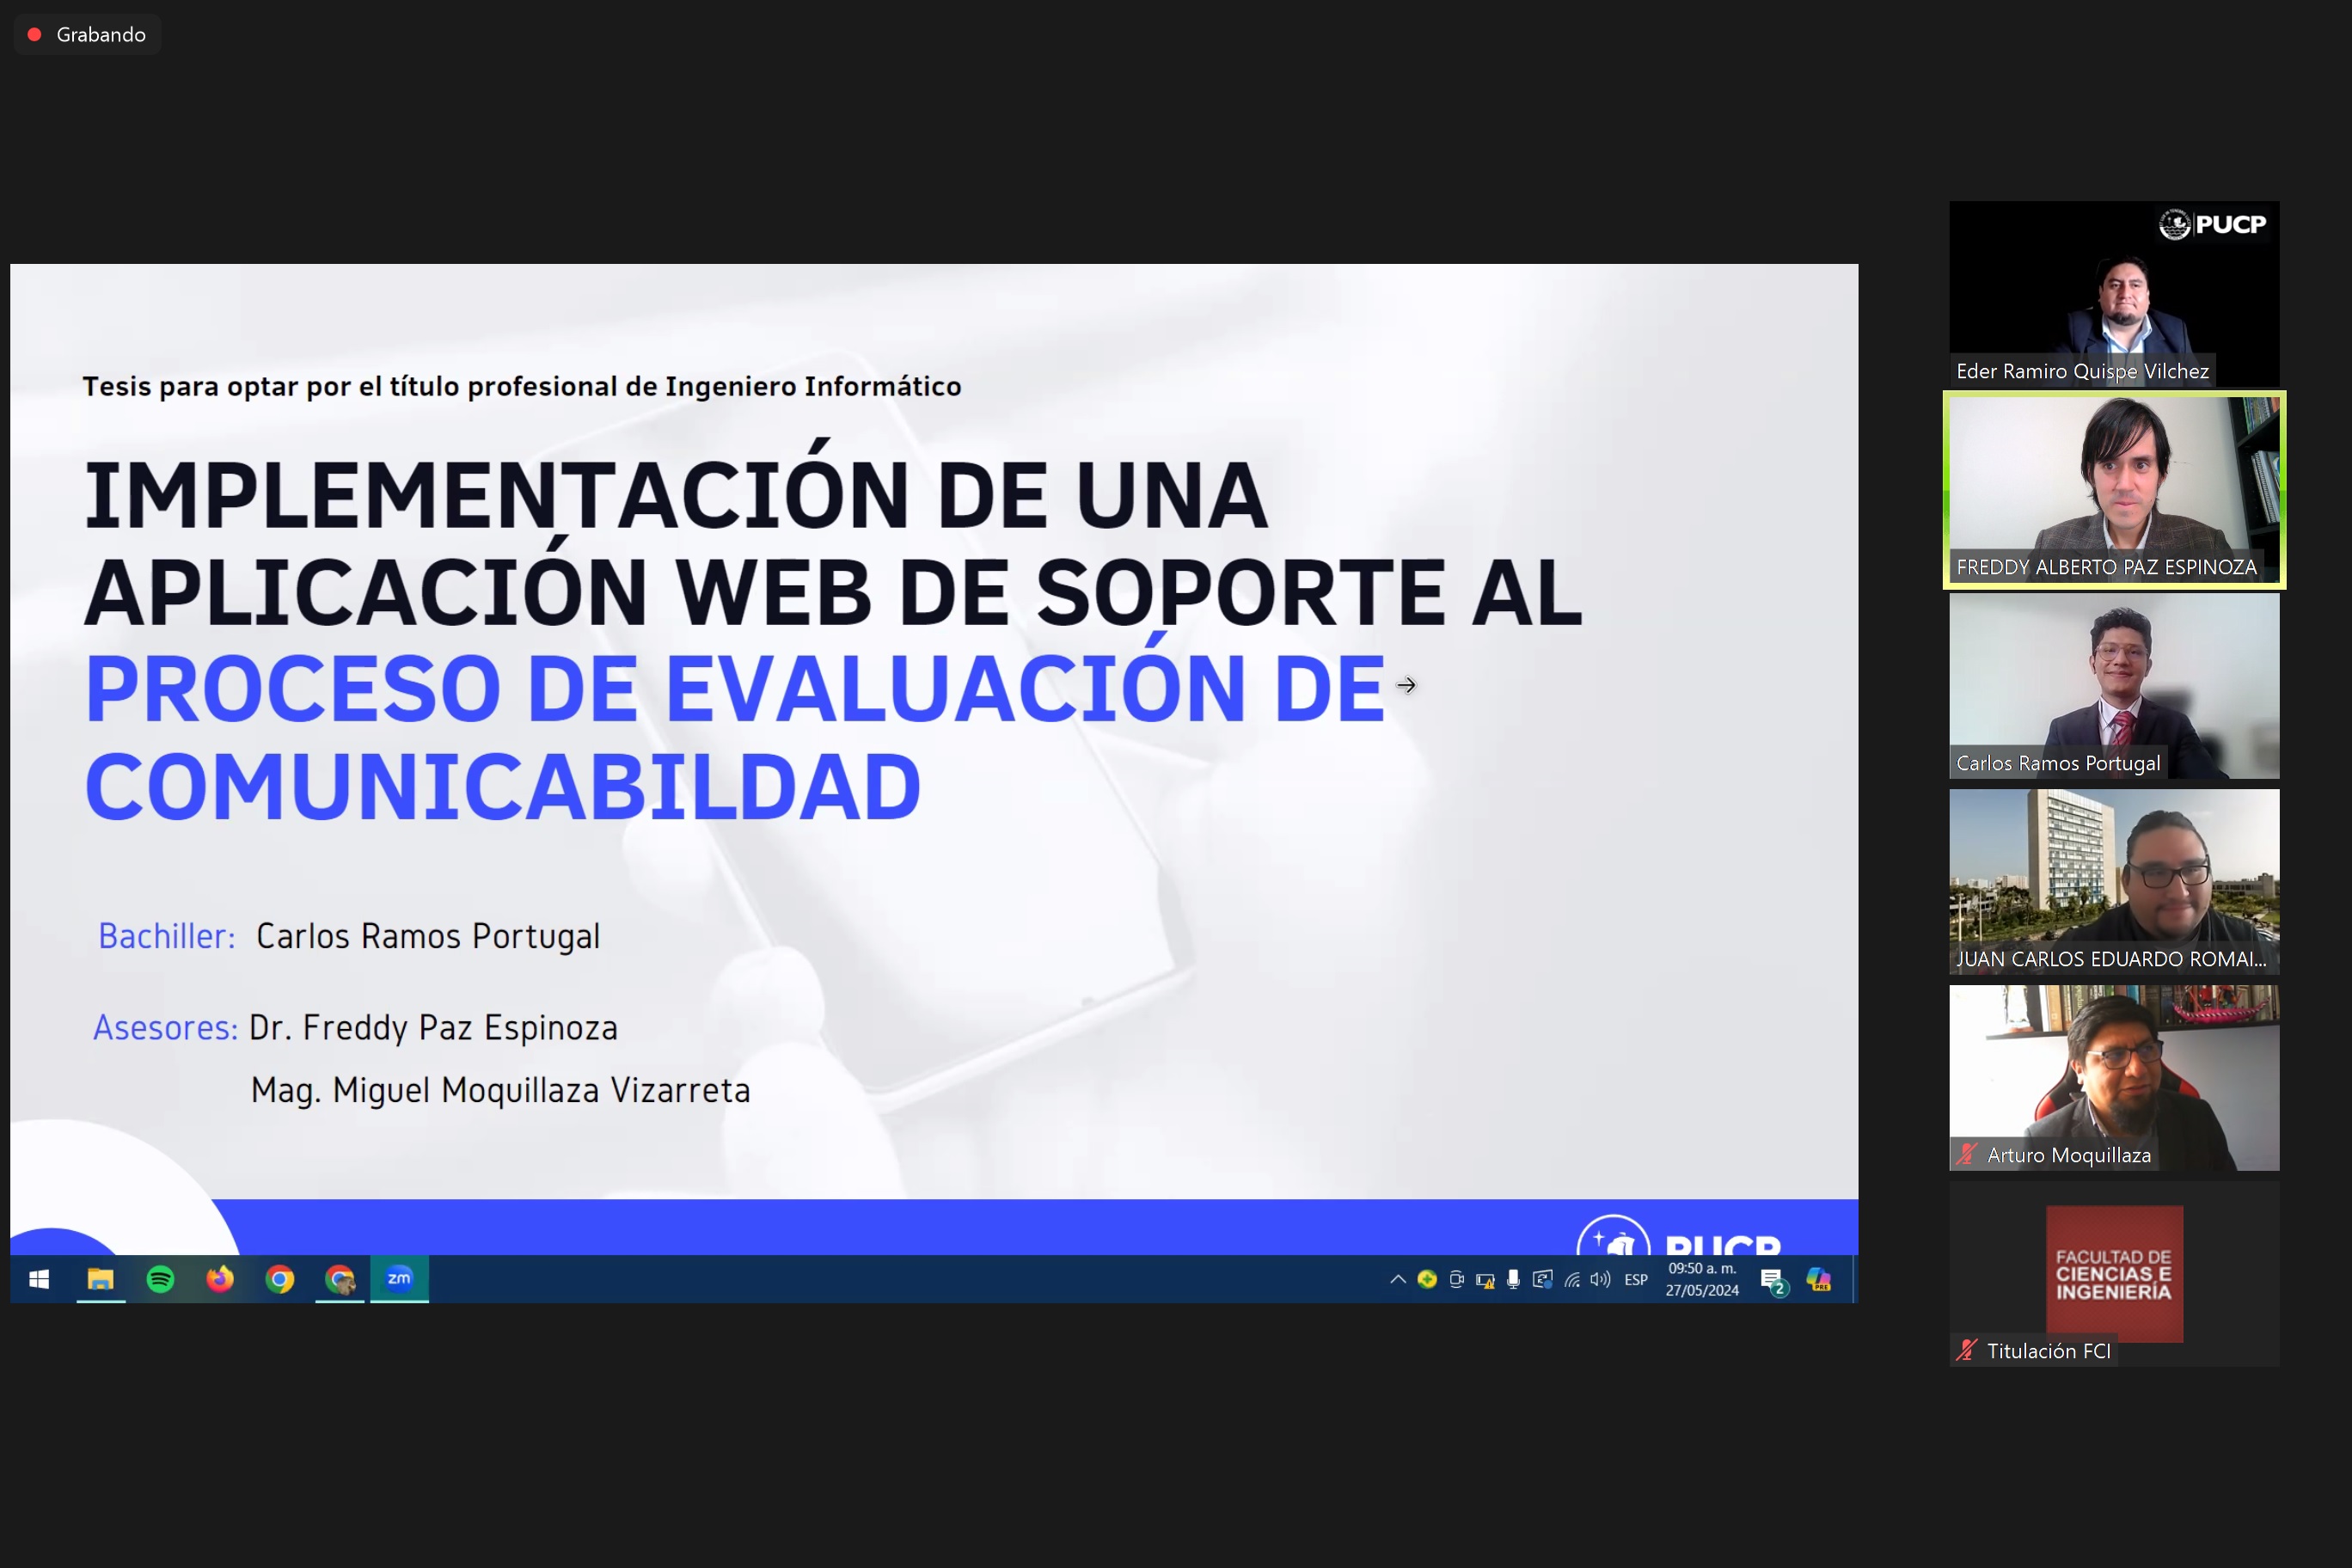 Grabando
Tesis para optar por el título profesional de Ingeniero Informático
IMPLEMENTACIÓN DE UNA
APLICACIÓN WEB DE SOPORTE AL
PROCESO DE EVALUACIÓN DE
COMUNICABILDAD
Bachiller: Carlos Ramos Portugal
Asesores: Dr. Freddy Paz Espinoza
Mag. Miguel Moquillaza Vizarreta
PUCP
zm
ESP
09:50 a. m.
27/05/2024
2
PRE
PUCP
Eder Ramiro Quispe Vilchez
FREDDY ALBERTO PAZ ESPINOZA
Carlos Ramos Portugal
JUAN CARLOS EDUARDO ROMAI...
Arturo Moquillaza
FACULTAD DE
CIENCIAS E
INGENIERÍA
Titulación FCI